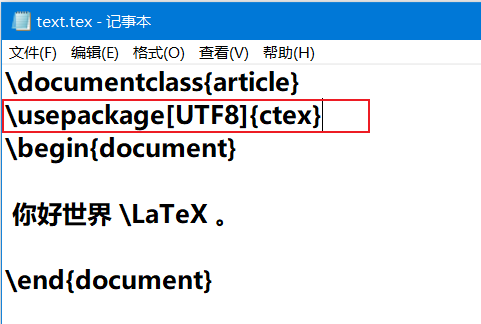 text.tex - 记事本
文件(F) 编辑(E) 格式(O) 查看(V) 帮助(H)
\documentclass{article}
\usepackage[UTF8]{ctex}
\begin{document}
你好世界 \LaTeX 。
\end{document}